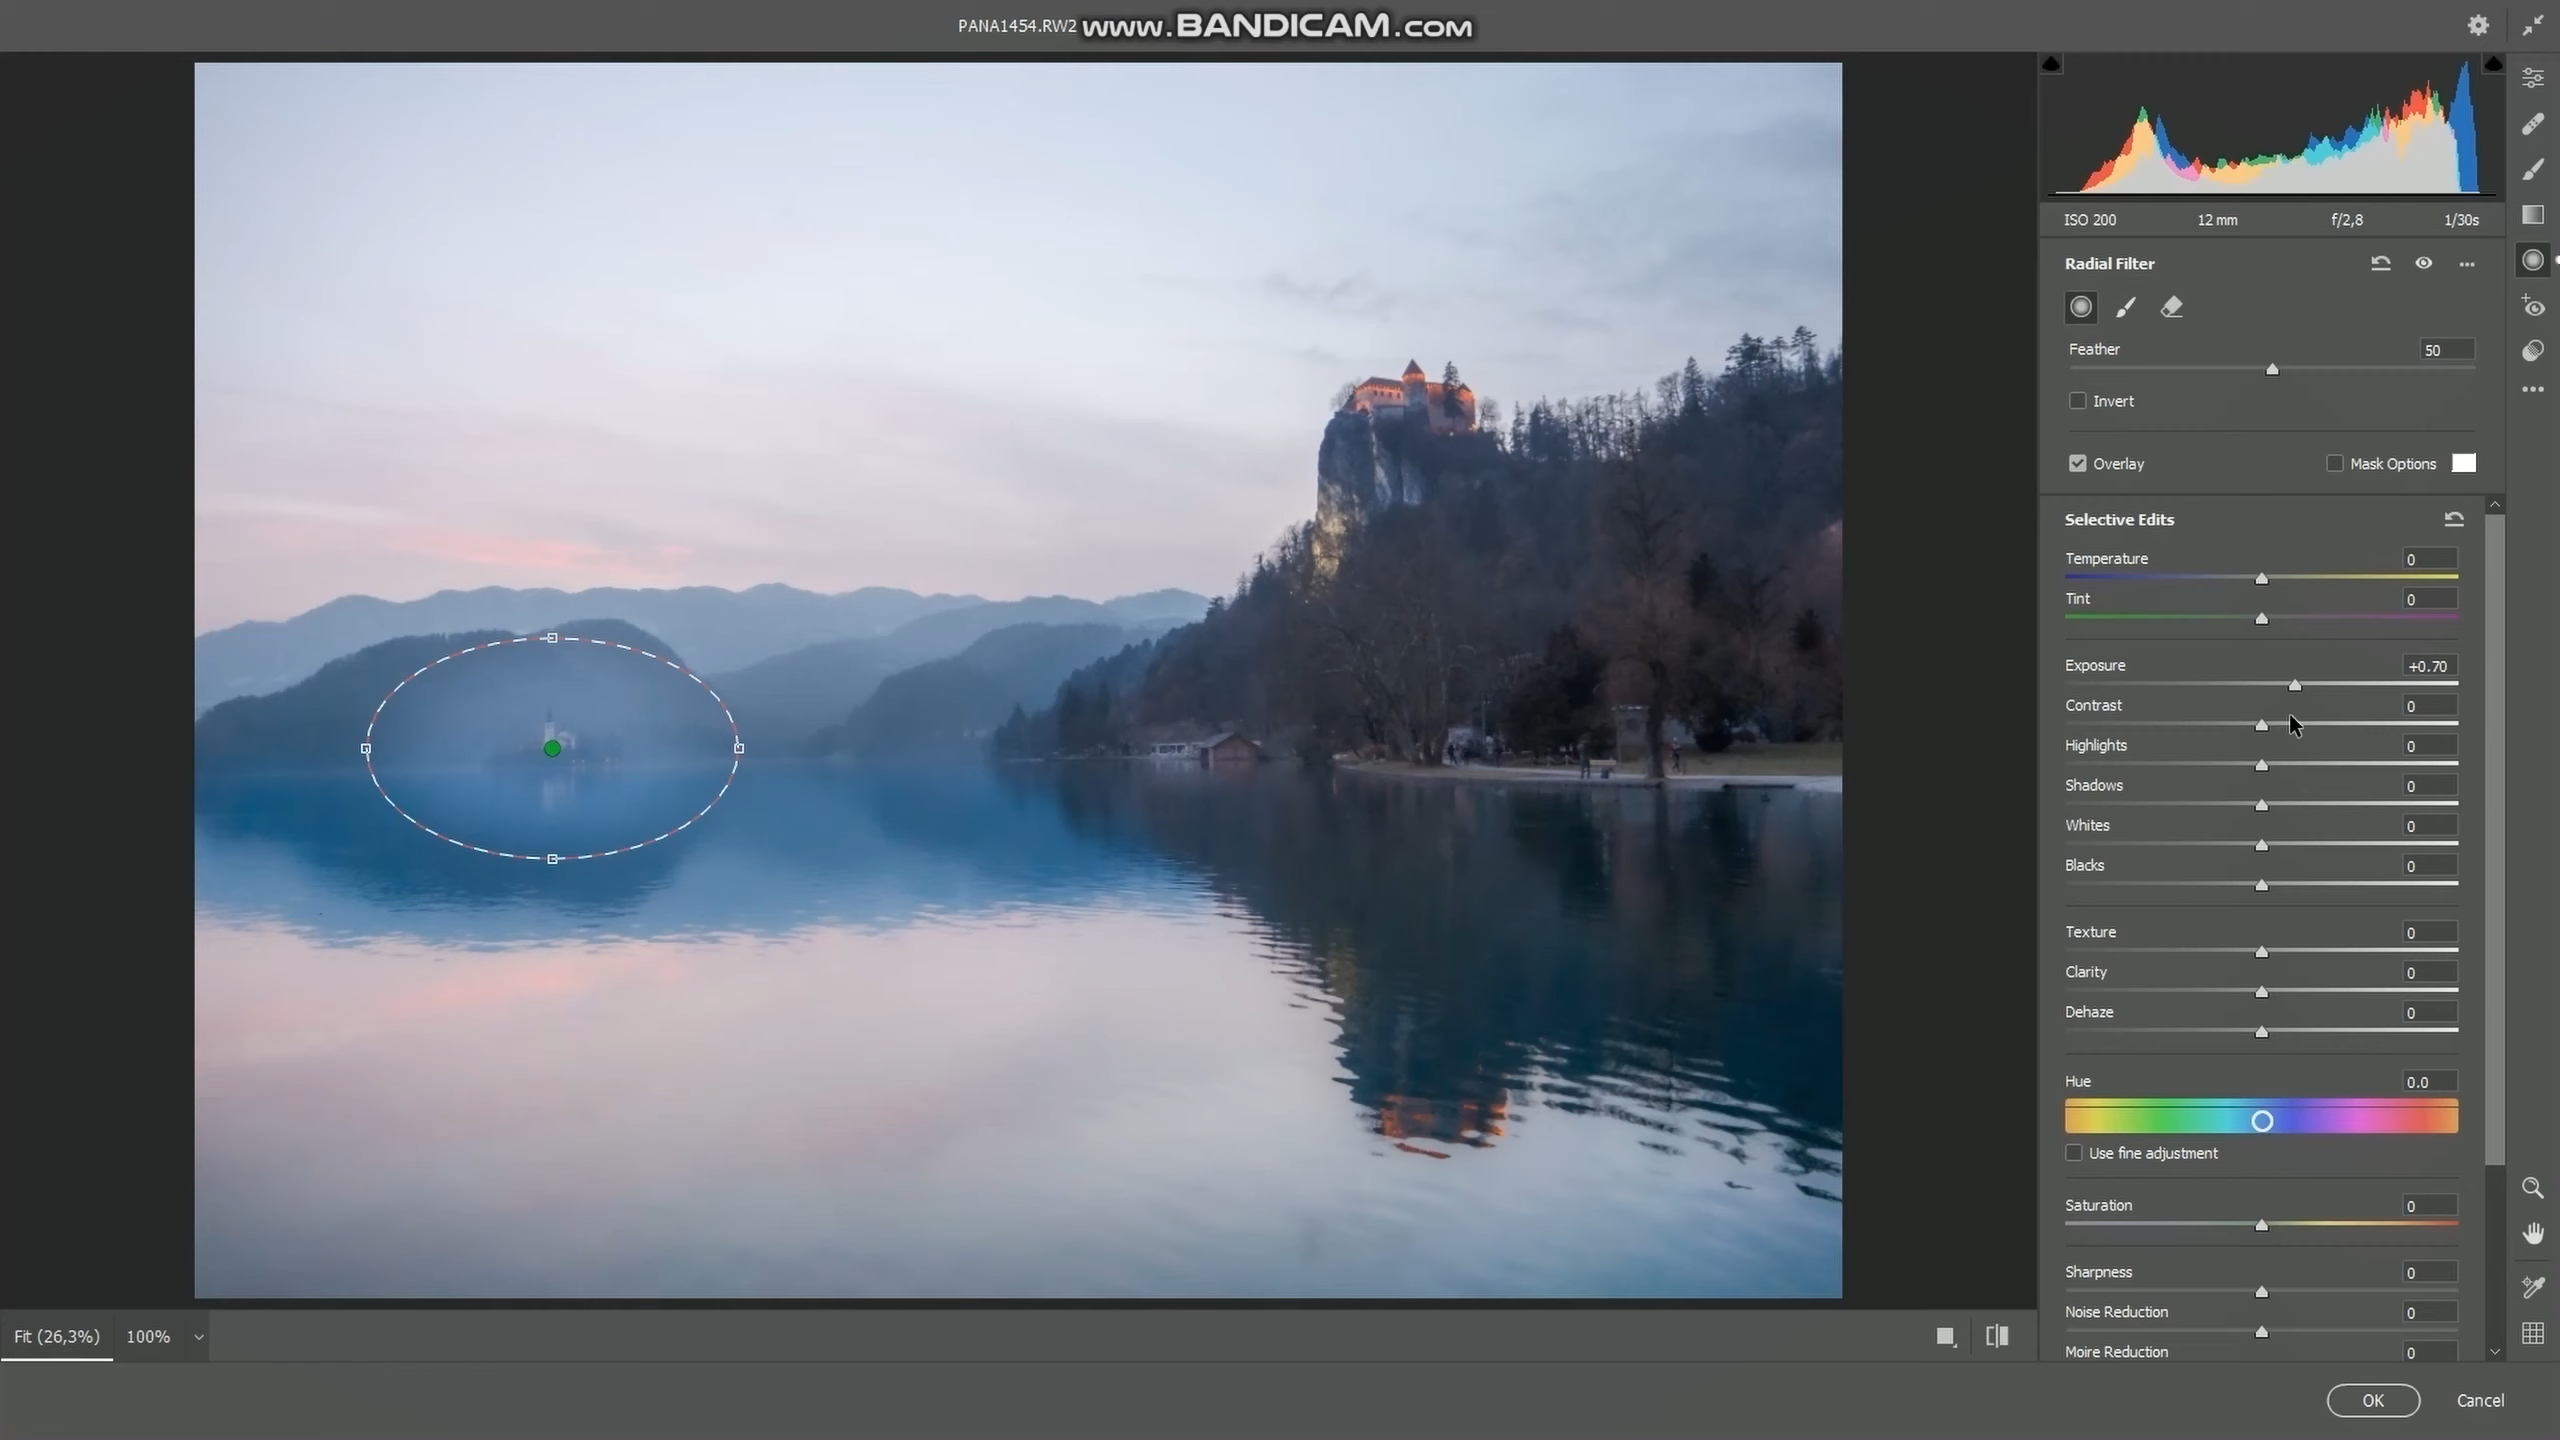 PANA1454.RW2 www.BANDICAM.com
ISO 200 12 mm f/2,8 1/30s
Radial Filter
Feather 50
Invert
Overlay Mask Options
Selective Edits
Temperature 0
Tint 0
Exposure +0.70
Contrast 0
Highlights 0
Shadows 0
Whites 0
Blacks 0
Texture 0
Clarity 0
Dehaze 0
Hue 0.0
Use fine adjustment
Saturation 0
Sharpness 0
Noise Reduction 0
Moire Reduction 0
Fit (26,3%) 100%
OK Cancel